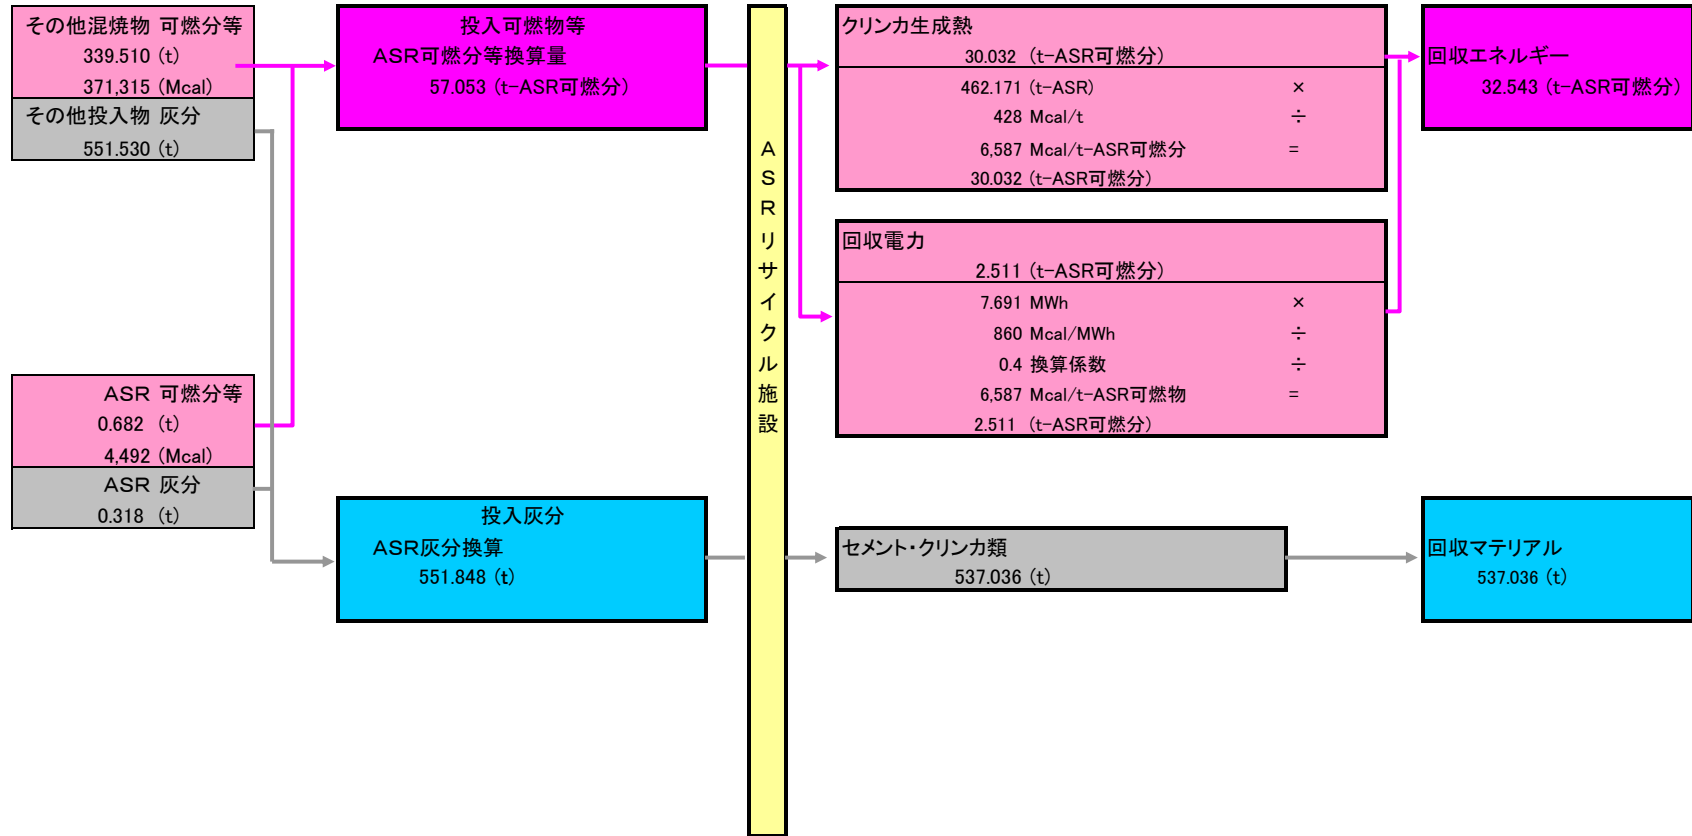 その他混焼物 可燃分等
339.510 (t)
371,315 (Mcal)
その他投入物 灰分
551.530 (t)
ASR 可燃分等
0.682 (t)
4,492 (Mcal)
ASR 灰分
0.318 (t)
投入可燃物等
ASR可燃分等換算量
57.053 (t-ASR可燃分)
投入灰分
ASR灰分換算
551.848 (t)
ASRリサイクル施設
クリンカ生成熱
30.032 (t-ASR可燃分)
462.171 (t-ASR) ×
428 Mcal/t ÷
6,587 Mcal/t-ASR可燃分 =
30.032 (t-ASR可燃分)
回収電力
2.511 (t-ASR可燃分)
7.691 MWh ×
860 Mcal/MWh ÷
0.4 換算係数 ÷
6,587 Mcal/t-ASR可燃物 =
2.511 (t-ASR可燃分)
セメント・クリンカ類
537.036 (t)
回収エネルギー
32.543 (t-ASR可燃分)
回収マテリアル
537.036 (t)